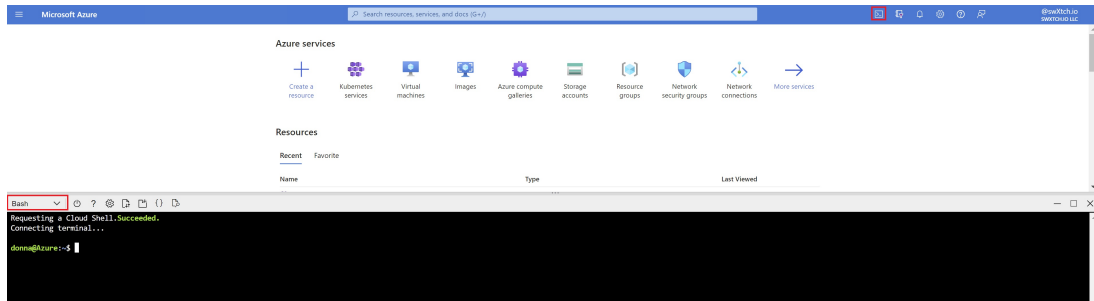 Microsoft Azure
Search resources, services, and docs (G+/)
@swXtch.io
SWXTCH.IO LLC
Azure services
Create a resource
Kubernetes services
Virtual machines
Images
Azure compute galleries
Storage accounts
Resource groups
Network security groups
Network connections
More services
Resources
Recent Favorite
Name Type Last Viewed
Bash
Requesting a Cloud Shell.Succeeded.
Connecting terminal...
donna@Azure:~$